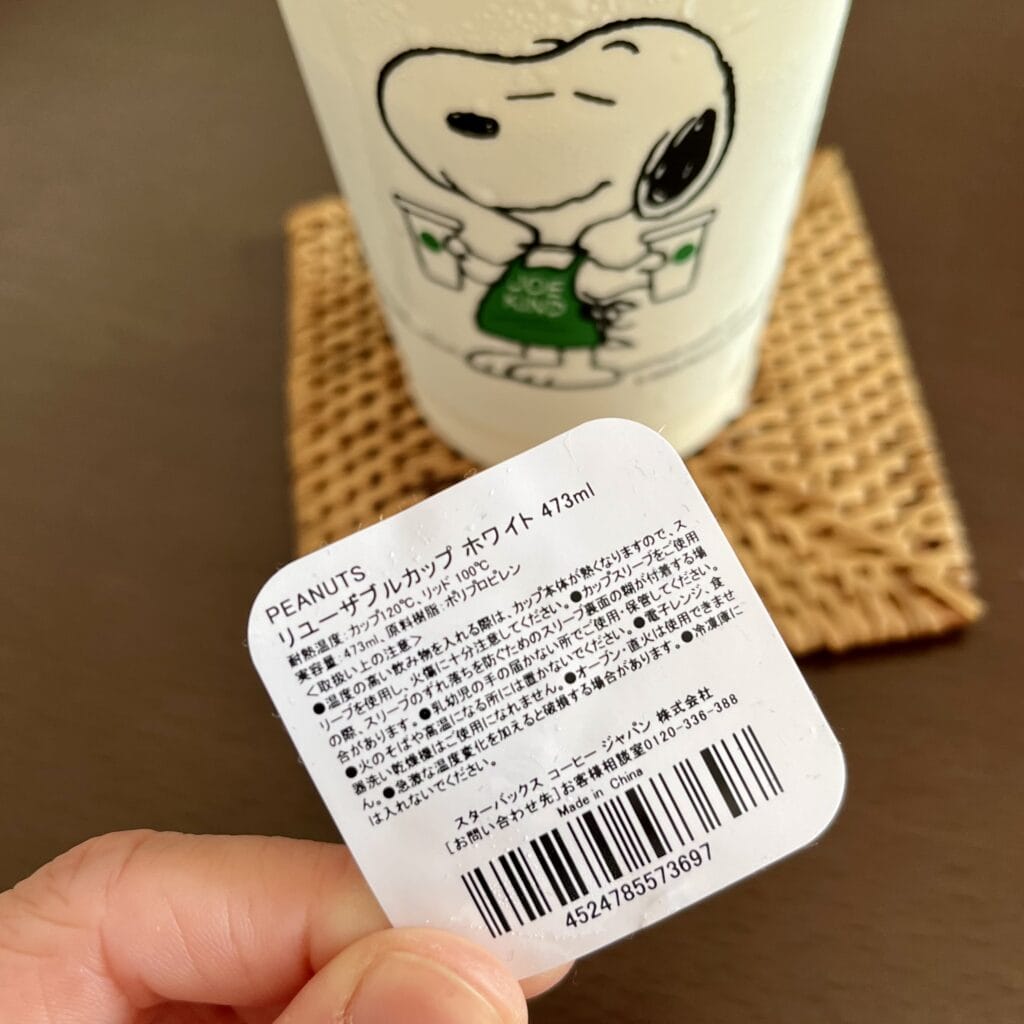 JOE
KING
PEANUTS
リユーザブルカップ ホワイト 473ml
耐熱温度:カップ120℃、リッド 100℃
実容量:473ml、原料樹脂:ポリプロピレン
<取扱い上の注意>
●温度の高い飲み物を入れる際は、カップ本体が熱くなりますので、ス
リーブを使用し、火傷に十分注意してください。●カップスリーブをご使用
の際、スリーブのずれ落ちを防ぐためのスリーブ裏面の糊が付着する場
合があります。●乳幼児の手の届かない所でご使用・保管してください。
●火のそばや高温になる所には置かないでください。●電子レンジ、食
器洗い乾燥機はご使用になれません。●オーブン、直火は使用できませ
ん。●急激な温度変化を加えると破損する場合があります。●冷凍庫に
は入れないでください。
スターバックス コーヒー ジャパン 株式会社
[お問い合わせ先]お客様相談室0120-336-388
Made in China
4524785573697